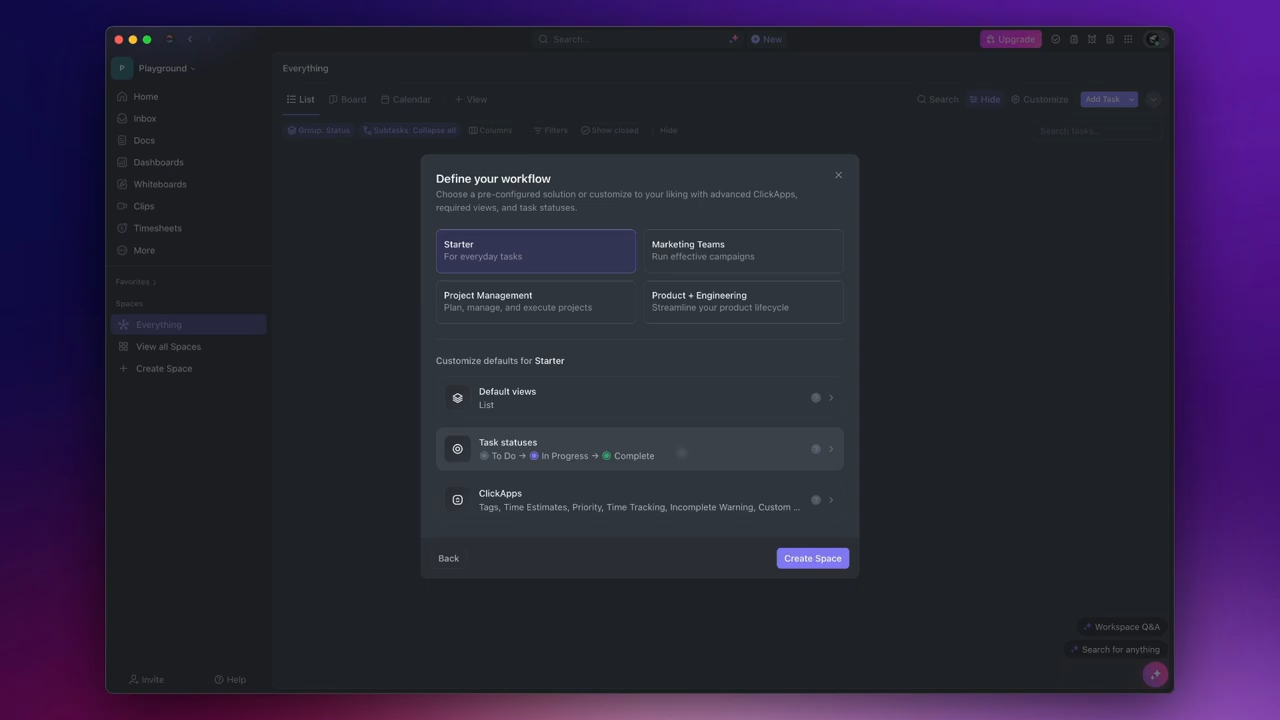 Search...
New
Upgrade
P
Playground
Everything
Home
Inbox
Docs
Dashboards
Whiteboards
Clips
Timesheets
More
Favorites
Spaces
Everything
View all Spaces
Create Space
Invite
Help
List
Board
Calendar
+ View
Search
Hide
Customize
Add Task
Group: Status
Subtasks: Collapse all
Columns
Filters
Show closed
Hide
Search tasks...
Define your workflow
Choose a pre-configured solution or customize to your liking with advanced ClickApps,
required views, and task statuses.
Starter
For everyday tasks
Marketing Teams
Run effective campaigns
Project Management
Plan, manage, and execute projects
Product + Engineering
Streamline your product lifecycle
Customize defaults for Starter
Default views
List
?
Task statuses
To Do → In Progress → Complete
?
ClickApps
Tags, Time Estimates, Priority, Time Tracking, Incomplete Warning, Custom ...
?
Back
Create Space
Workspace Q&A
Search for anything